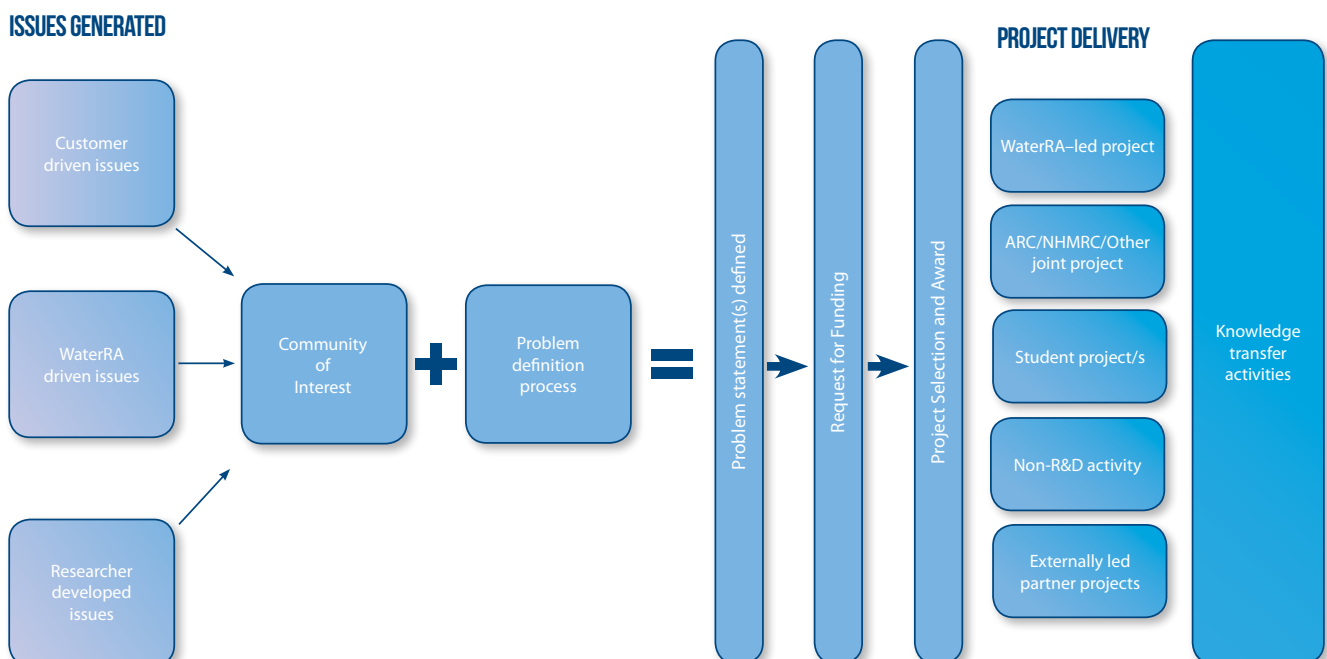 ISSUES GENERATED
Customer
driven issues
WaterRA
driven issues
Researcher
developed
issues
Community
of
Interest
+
Problem
definition
process
=
Problem statement(s) defined
Request for Funding
Project Selection and Award
PROJECT DELIVERY
WaterRA–led project
ARC/NHMRC/Other
joint project
Student project/s
Non-R&D activity
Externally led
partner projects
Knowledge
transfer
activities